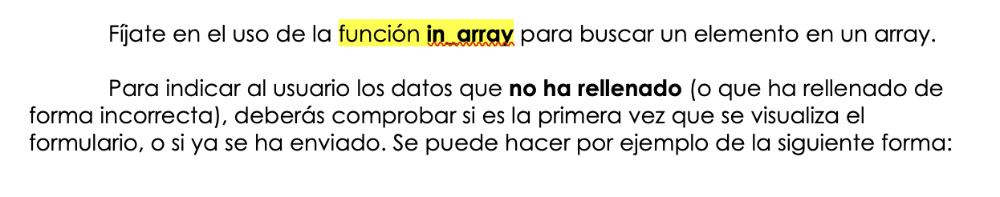 Fíjate en el uso de la función in_array para buscar un elemento en un array.
Para indicar al usuario los datos que no ha rellenado (o que ha rellenado de
forma incorrecta), deberás comprobar si es la primera vez que se visualiza el
formulario, o si ya se ha enviado. Se puede hacer por ejemplo de la siguiente forma: